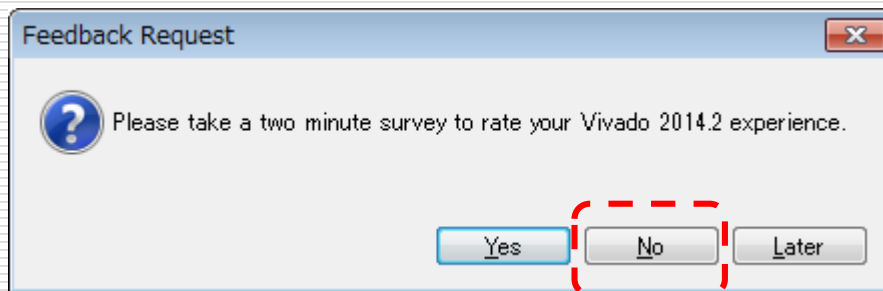 Feedback Request
Please take a two minute survey to rate your Vivado 2014.2 experience.
Yes No Later